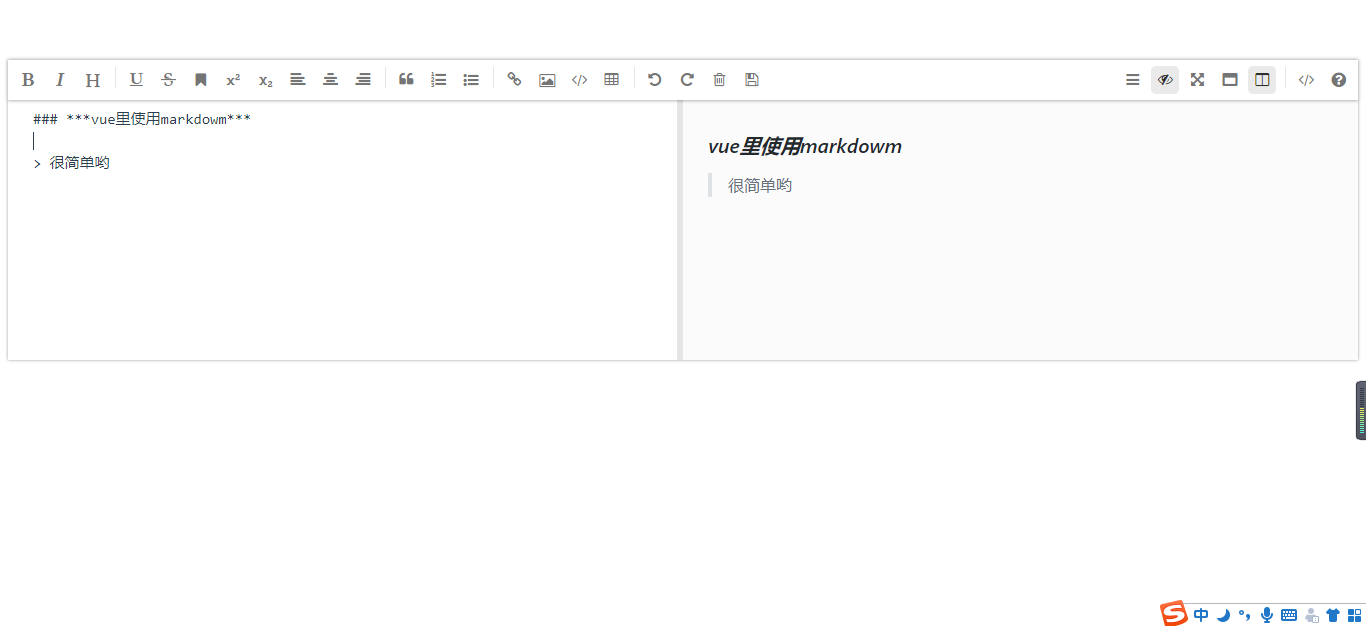 B I H U S x² x₂
### ***vue里使用markdowm***
> 很简单哟
vue里使用markdowm
很简单哟
S 中